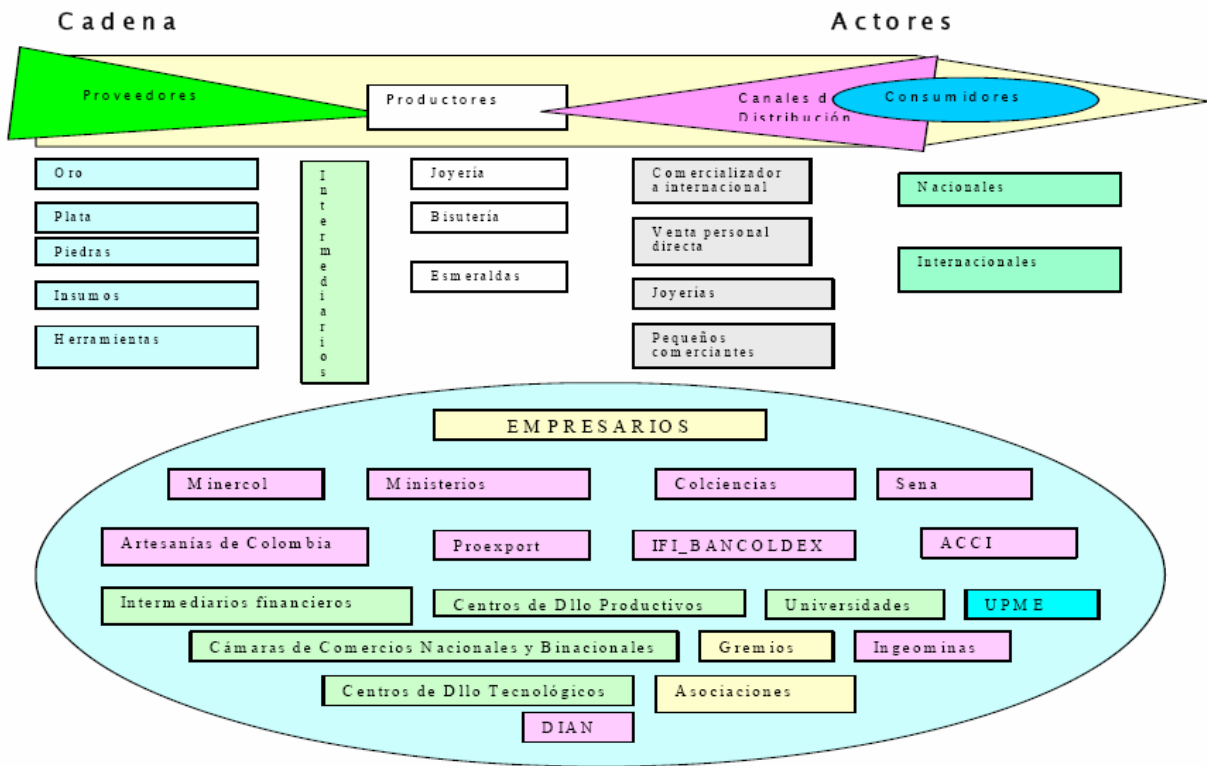 Cadena
Actores
Proveedores
Productores
Canales d
Distribución
Consumidores
Oro
Plata
Piedras
Insumos
Herramientas
Intermediarios
Joyería
Bisutería
Esmeraldas
Comercializador
a internacional
Venta personal
directa
Joyerías
Pequeños
comerciantes
Nacionales
Internacionales
EMPRESARIOS
Minercol
Ministerios
Colciencias
Sena
Artesanías de Colombia
Proexport
IFI_BANCOLDEX
ACCI
Intermediarios financieros
Centros de Dllo Productivos
Universidades
UPME
Cámaras de Comercios Nacionales y Binacionales
Gremios
Ingeominas
Centros de Dllo Tecnológicos
Asociaciones
DIAN